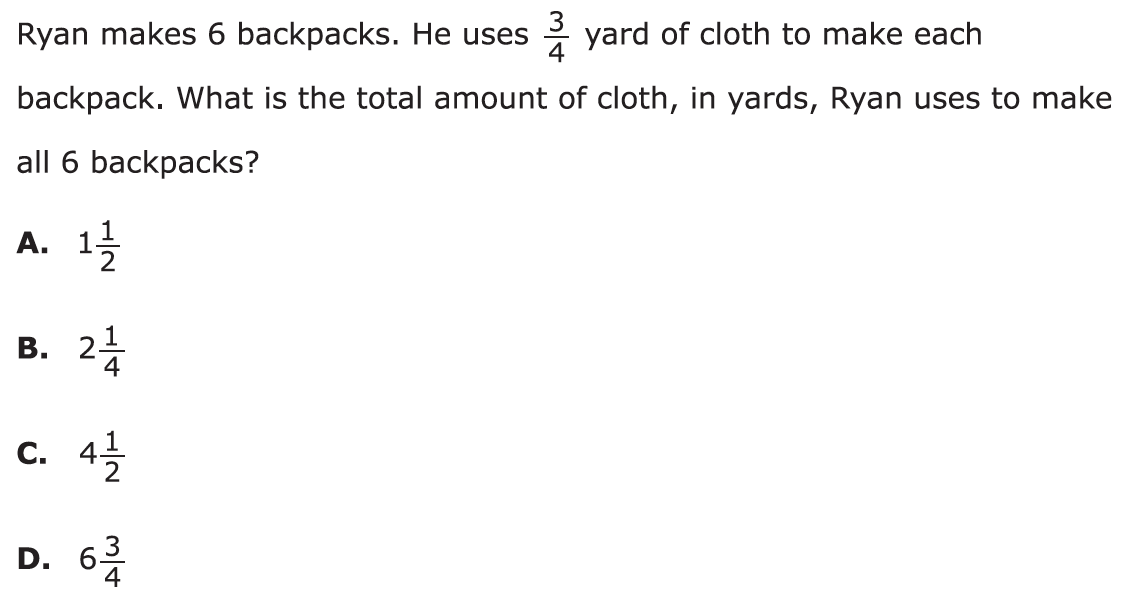 Ryan makes 6 backpacks. He uses 3/4 yard of cloth to make each
backpack. What is the total amount of cloth, in yards, Ryan uses to make
all 6 backpacks?
A. 1 1/2
B. 2 1/4
C. 4 1/2
D. 6 3/4